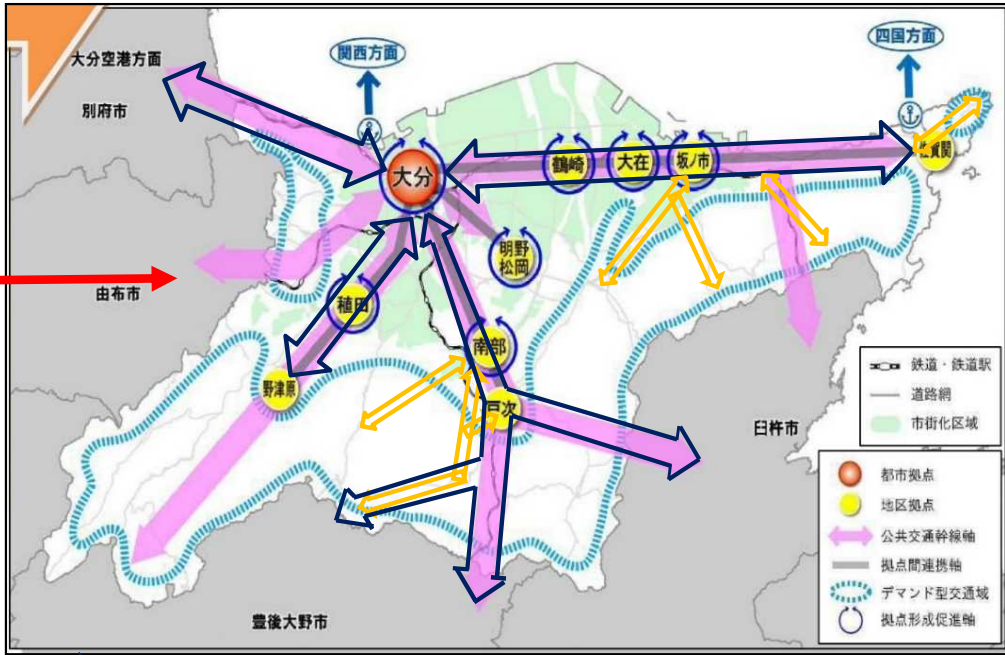 大分空港方面
別府市
関西方面
四国方面
大分
鶴崎
大在
坂ノ市
佐賀関
明野
松岡
由布市
稙田
南部
野津原
戸次
臼杵市
豊後大野市
鉄道・鉄道駅
道路網
市街化区域
都市拠点
地区拠点
公共交通幹線軸
拠点間連携軸
デマンド型交通域
拠点形成促進軸